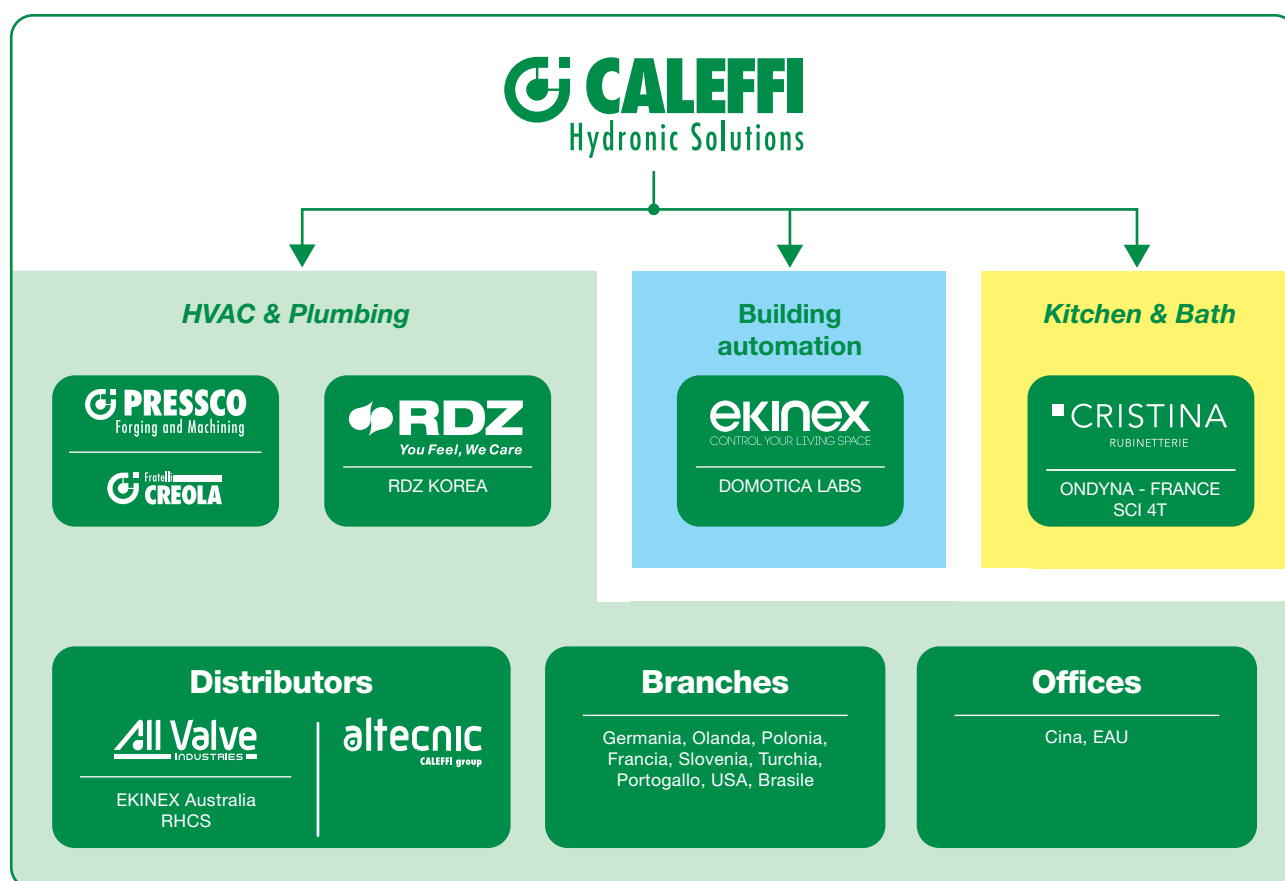 CALEFFI
Hydronic Solutions
HVAC & Plumbing
PRESSCO
Forging and Machining
Fratelli
CREOLA
RDZ
You Feel, We Care
RDZ KOREA
Building
automation
ekinex
CONTROL YOUR LIVING SPACE
DOMOTICA LABS
Kitchen & Bath
CRISTINA
RUBINETTERIE
ONDYNA - FRANCE
SCI 4T
Distributors
All Valve
INDUSTRIES
EKINEX Australia
RHCS
altecnic
CALEFFI group
Branches
Germania, Olanda, Polonia,
Francia, Slovenia, Turchia,
Portogallo, USA, Brasile
Offices
Cina, EAU